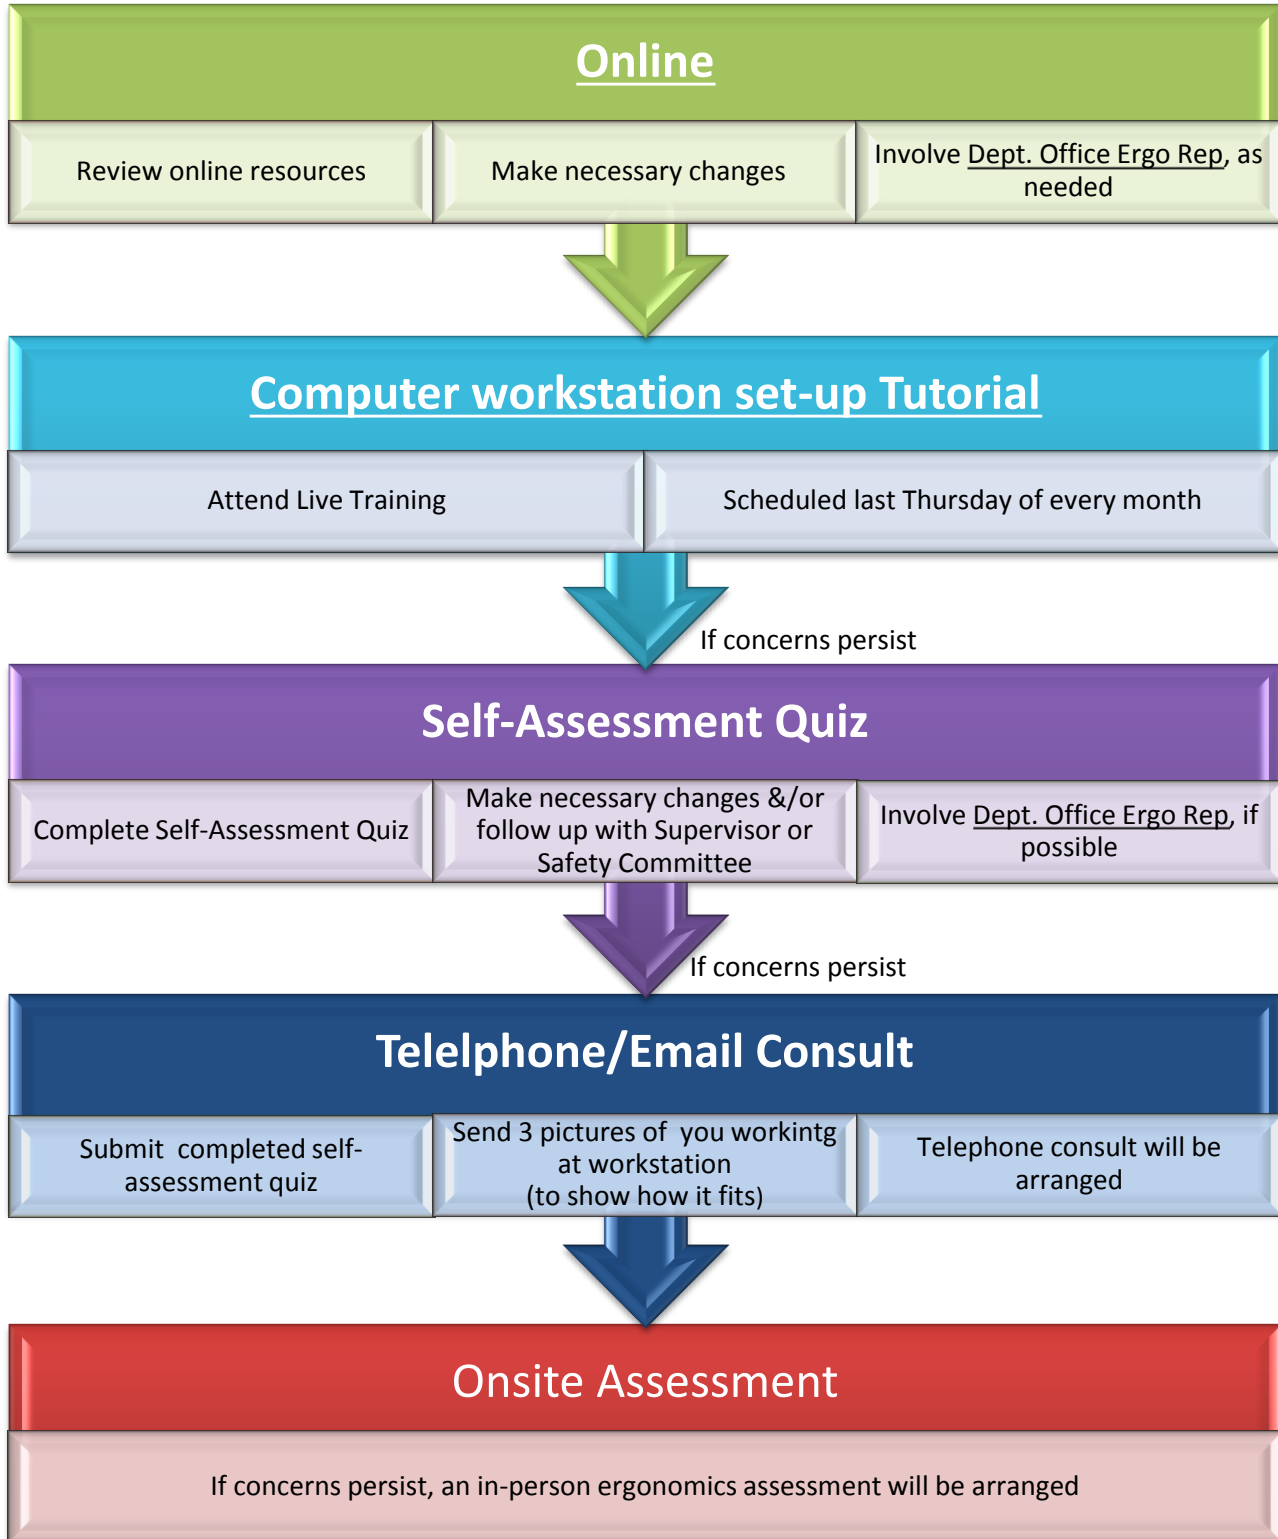 Online
Review online resources
Make necessary changes
Involve Dept. Office Ergo Rep, as
needed
Computer workstation set-up Tutorial
Attend Live Training
Scheduled last Thursday of every month
If concerns persist
Self-Assessment Quiz
Complete Self-Assessment Quiz
Make necessary changes &/or
follow up with Supervisor or
Safety Committee
Involve Dept. Office Ergo Rep, if
possible
If concerns persist
Telelphone/Email Consult
Submit completed self-
assessment quiz
Send 3 pictures of you workintg
at workstation
(to show how it fits)
Telephone consult will be
arranged
Onsite Assessment
If concerns persist, an in-person ergonomics assessment will be arranged